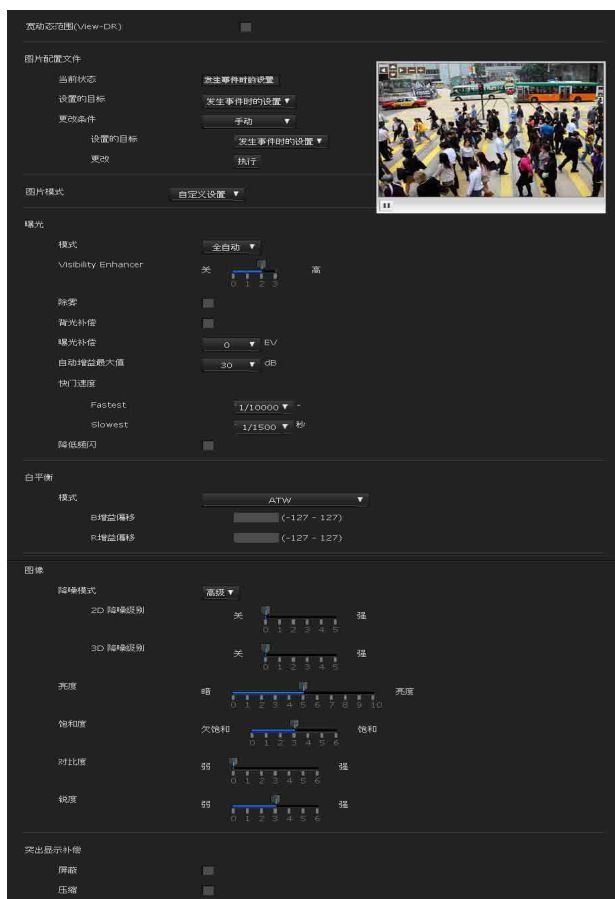 宽动态范围(View-DR)
图片配置文件
当前状态 发生事件时的设置
设置的目标 发生事件时的设置
更改条件 手动
设置的目标 发生事件时的设置
更改 执行
图片模式 自定义设置
曝光
模式 全自动
Visibility Enhancer 关 高
0 1 2 3
除雾
背光补偿
曝光补偿 0 EV
自动增益最大值 30 dB
快门速度
Fastest 1/10000 -
Slowest 1/1500 秒
降低频闪
白平衡
模式 ATW
B增益偏移 (-127 - 127)
R增益偏移 (-127 - 127)
图像
降噪模式 高级
2D 降噪级别 关 强
0 1 2 3 4 5
3D 降噪级别 关 强
0 1 2 3 4 5
亮度 暗 亮度
0 1 2 3 4 5 6 7 8 9 10
饱和度 欠饱和 饱和
0 1 2 3 4 5 6
对比度 弱 强
0 1 2 3 4 5 6
锐度 弱 强
0 1 2 3 4 5 6
突出显示补偿
屏蔽
压缩